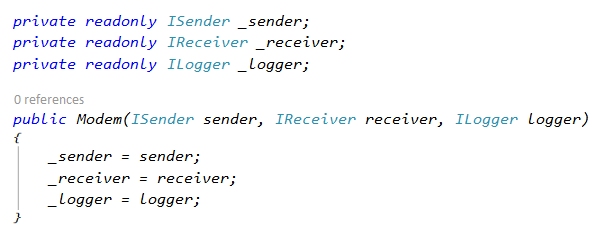 private readonly ISender _sender;
private readonly IReceiver _receiver;
private readonly ILogger _logger;
0 references
public Modem(ISender sender, IReceiver receiver, ILogger logger)
{
    _sender = sender;
    _receiver = receiver;
    _logger = logger;
}